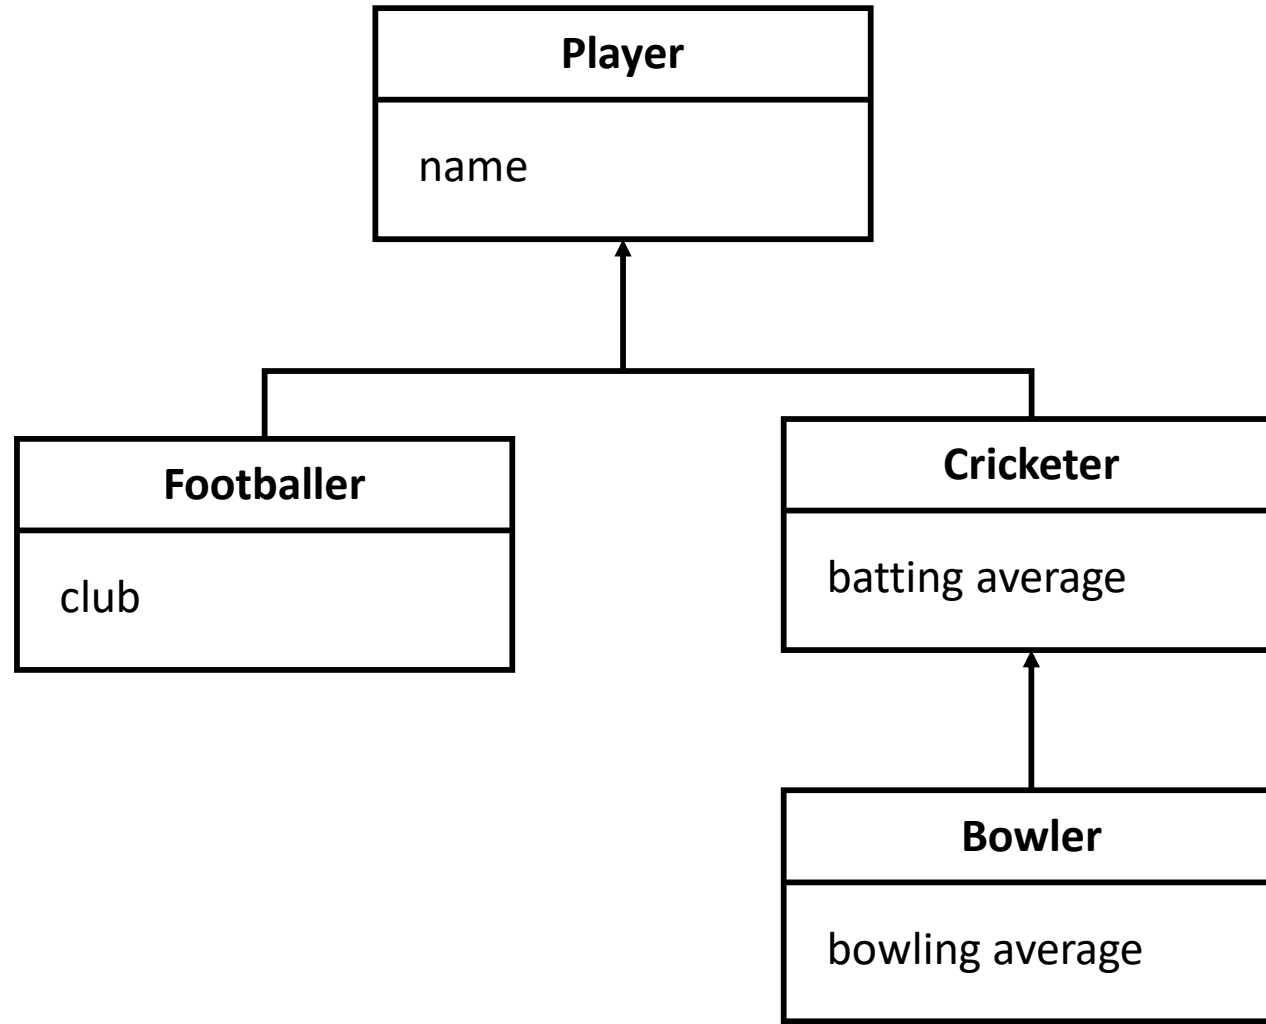 Player
name
Footballer
club
Cricketer
batting average
Bowler
bowling average